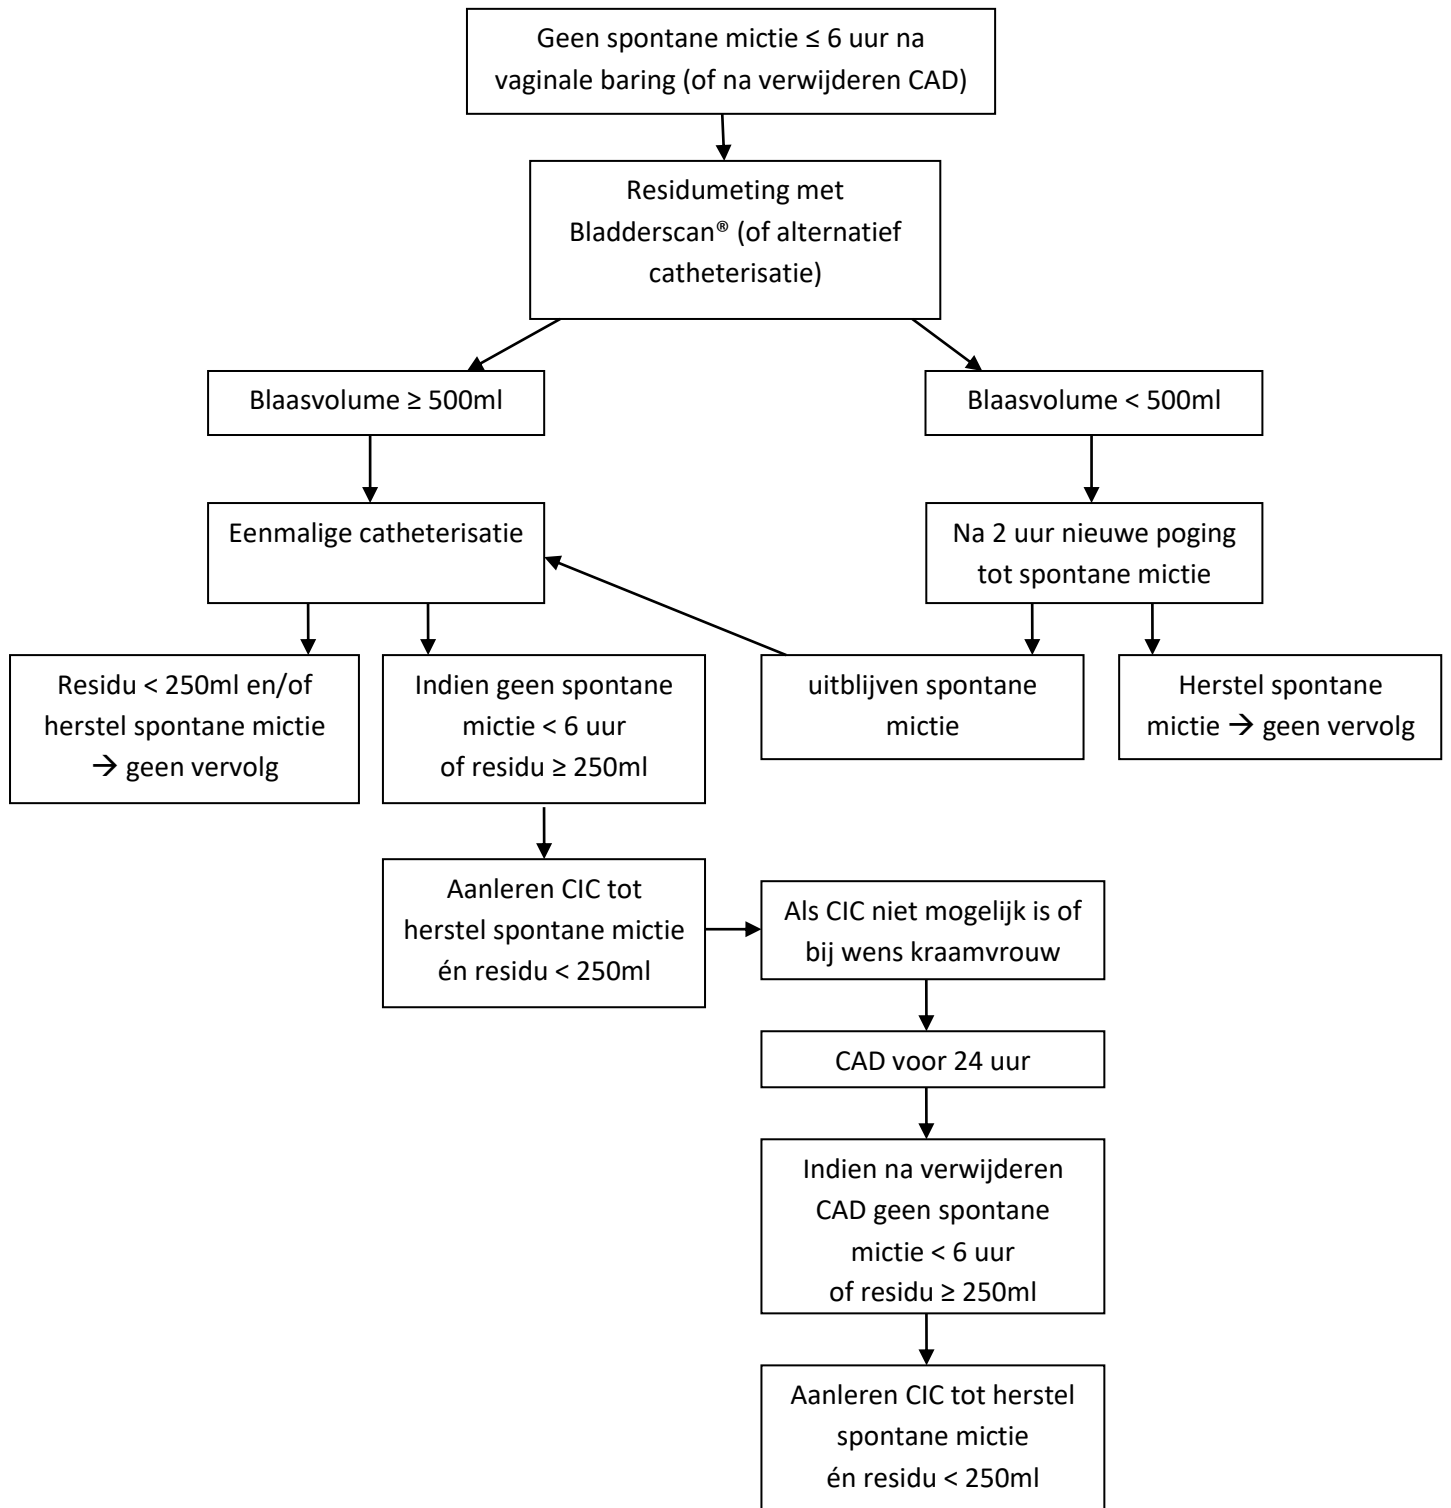 Geen spontane mictie ≤ 6 uur na
vaginale baring (of na verwijderen CAD)
Residumeting met
Bladderscan® (of alternatief
catheterisatie)
Blaasvolume ≥ 500ml
Blaasvolume < 500ml
Eenmalige catheterisatie
Na 2 uur nieuwe poging
tot spontane mictie
Residu < 250ml en/of
herstel spontane mictie
→ geen vervolg
Indien geen spontane
mictie < 6 uur
of residu ≥ 250ml
uitblijven spontane
mictie
Herstel spontane
mictie → geen vervolg
Aanleren CIC tot
herstel spontane mictie
én residu < 250ml
Als CIC niet mogelijk is of
bij wens kraamvrouw
CAD voor 24 uur
Indien na verwijderen
CAD geen spontane
mictie < 6 uur
of residu ≥ 250ml
Aanleren CIC tot herstel
spontane mictie
én residu < 250ml